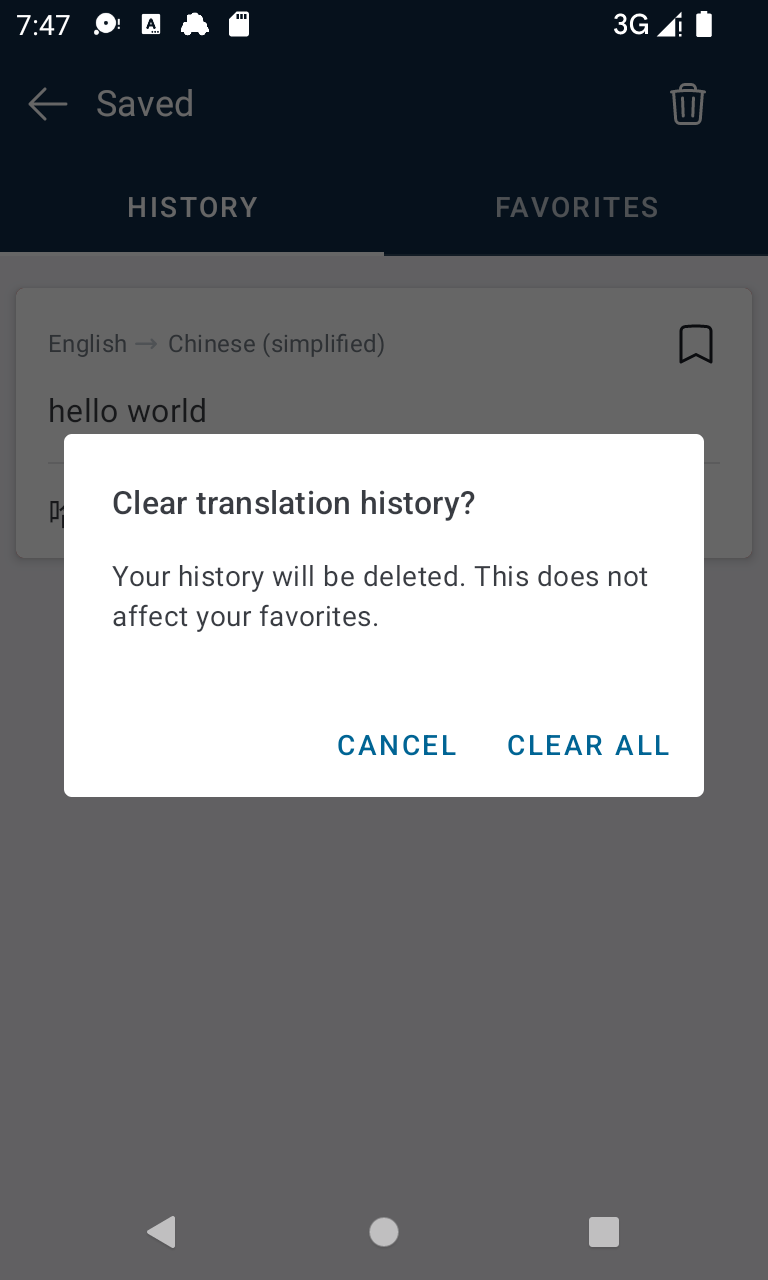 7:47
3G
Saved
HISTORY
FAVORITES
English → Chinese (simplified)
hello world
Clear translation history?
Your history will be deleted. This does not
affect your favorites.
CANCEL
CLEAR ALL